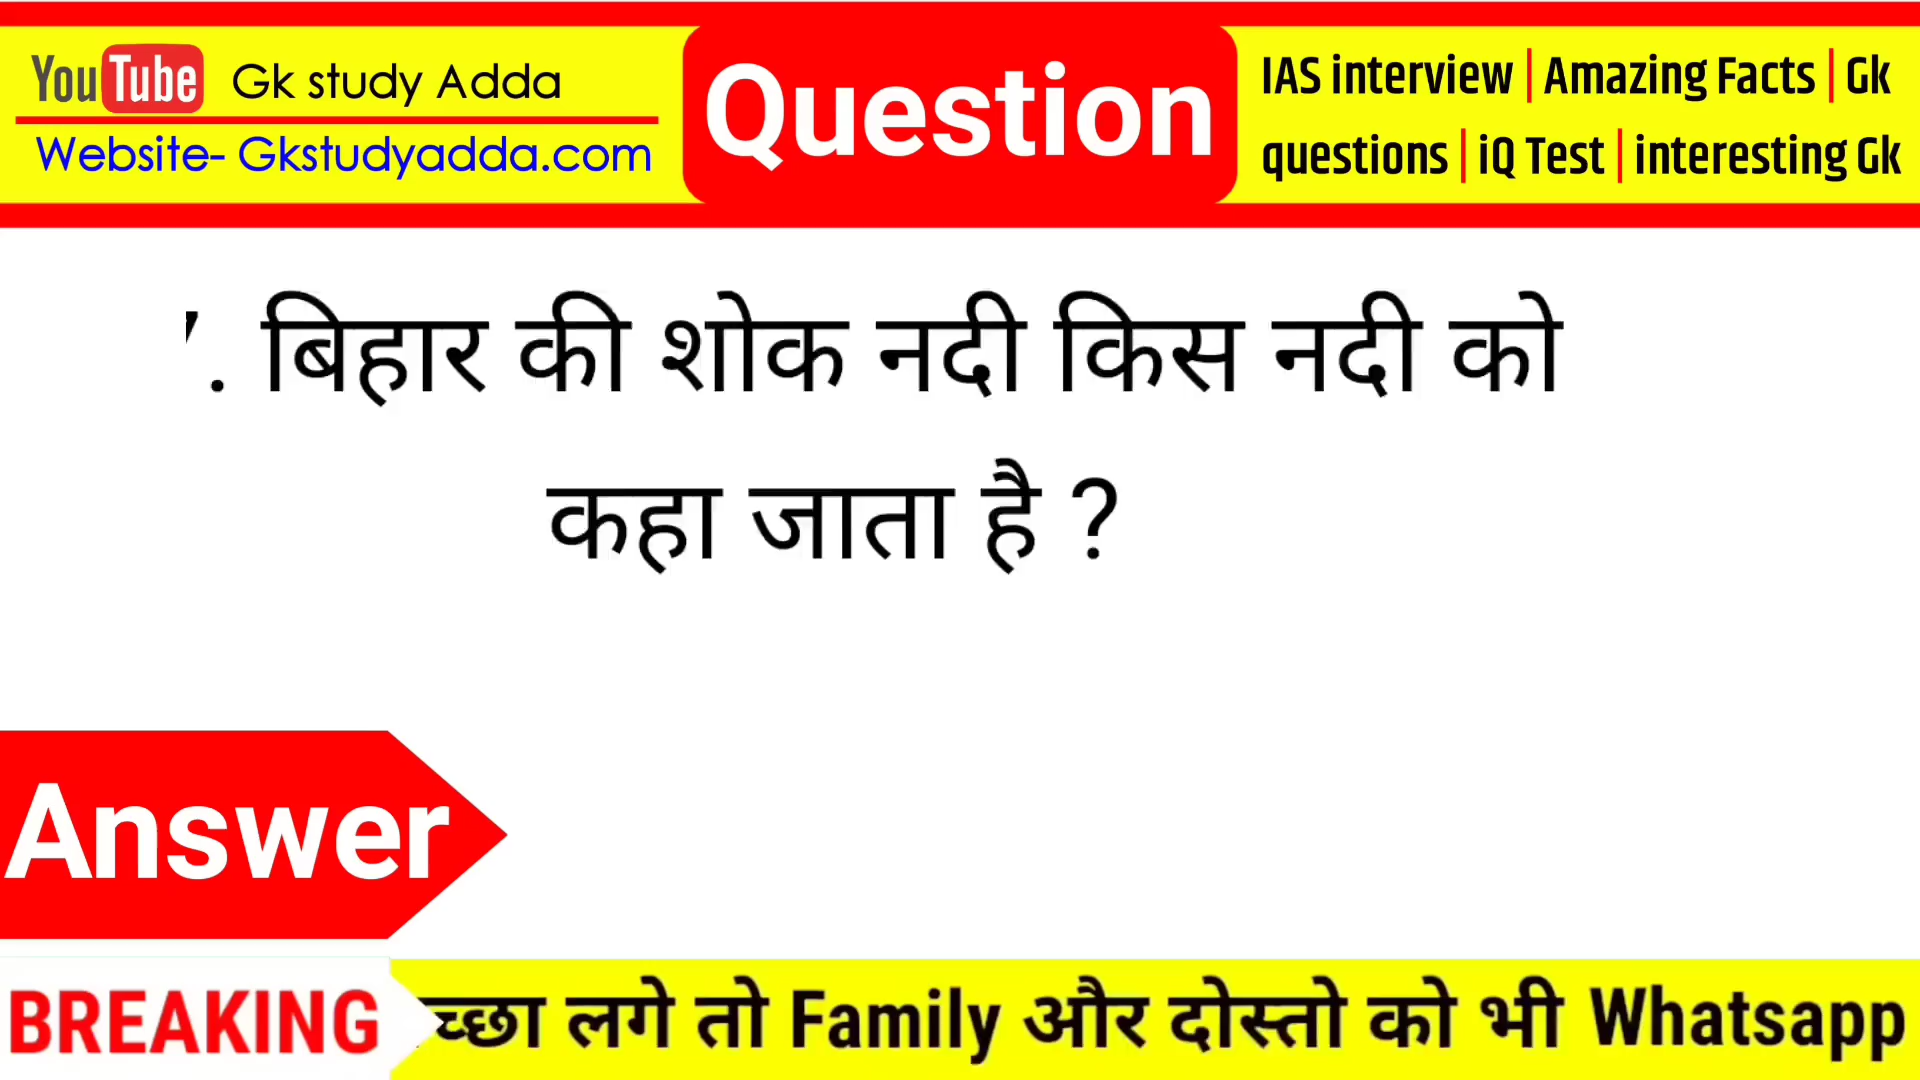 YouTube Gk study Adda
Website- Gkstudyadda.com
Question
IAS interview | Amazing Facts | Gk
questions | iQ Test | interesting Gk
. बिहार की शोक नदी किस नदी को
कहा जाता है ?
Answer
BREAKING
लगे तो Family और दोस्तो को भी Whatsapp